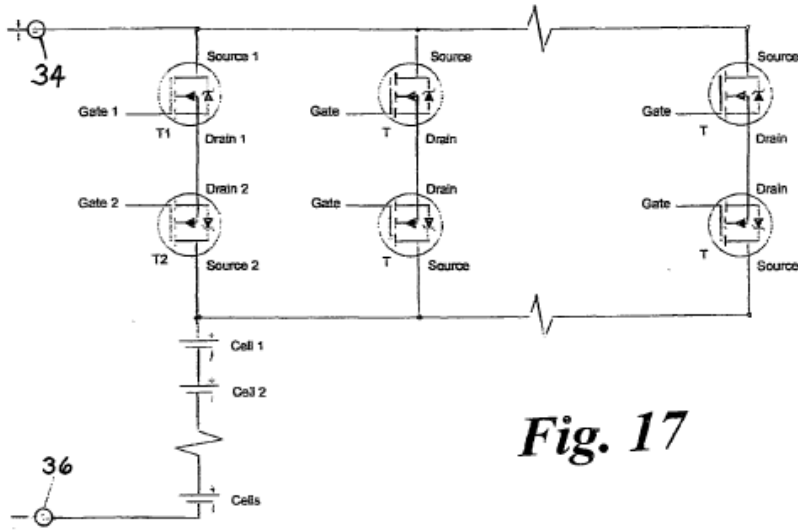 34
Source 1
Source
Source
Gate 1
Gate
Gate
T1
T
T
Drain 1
Drain
Drain
Drain 2
Drain
Drain
Gate 2
Gate
Gate
T2
T
T
Source 2
Source
Source
Cell 1
Cell 2
Fig. 17
36
Cells